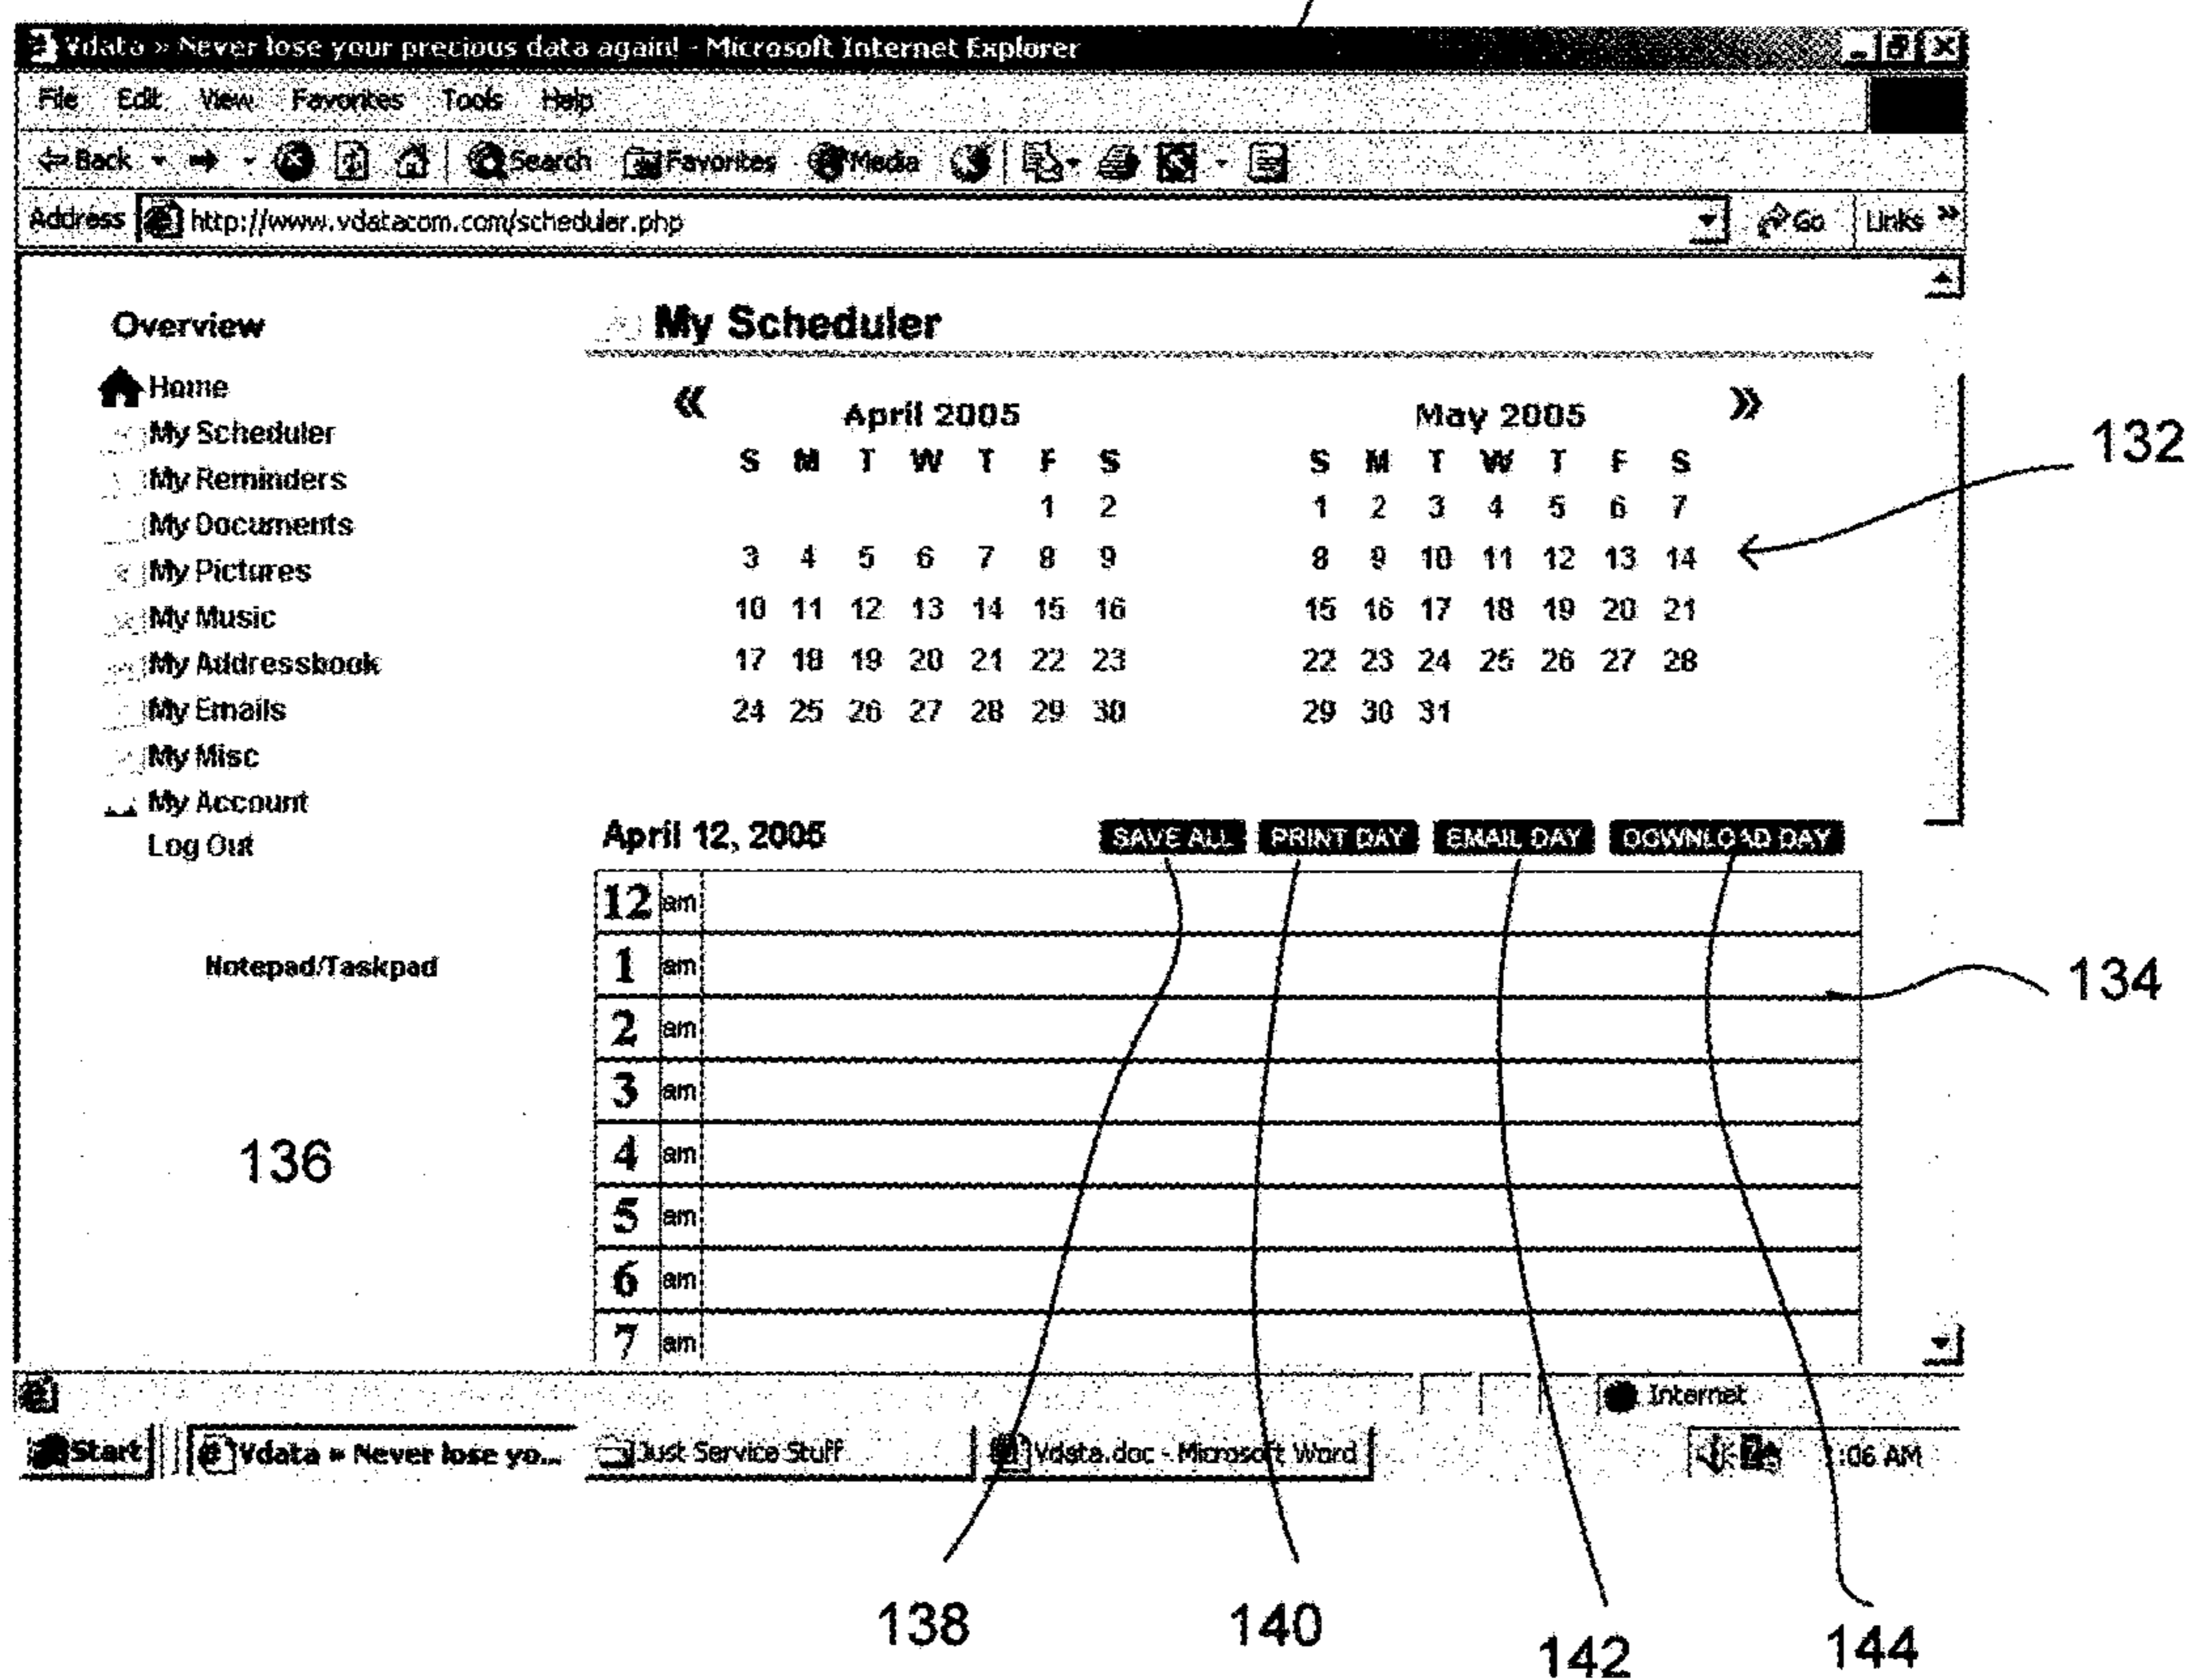 Vdata » Never lose your precious data again! - Microsoft Internet Explorer
File Edit View Favorites Tools Help
Back Search Favorites Media
Address http://www.vdatacom.com/scheduler.php Go Links »
Overview
Home
My Scheduler
My Reminders
My Documents
My Pictures
My Music
My Addressbook
My Emails
My Misc
My Account
Log Out
Notepad/Taskpad
136
My Scheduler
« April 2005 May 2005 »
S M T W T F S S M T W T F S
1 2 1 2 3 4 5 6 7
3 4 5 6 7 8 9 8 9 10 11 12 13 14
10 11 12 13 14 15 16 15 16 17 18 19 20 21
17 18 19 20 21 22 23 22 23 24 25 26 27 28
24 25 26 27 28 29 30 29 30 31
132
April 12, 2005 SAVE ALL PRINT DAY EMAIL DAY DOWNLOAD DAY
12 am
1 am
2 am
3 am
4 am
5 am
6 am
7 am
134
Internet
Start Vdata » Never lose yo... Just Service Stuff Vdata.doc - Microsoft Word :06 AM
138 140 142 144